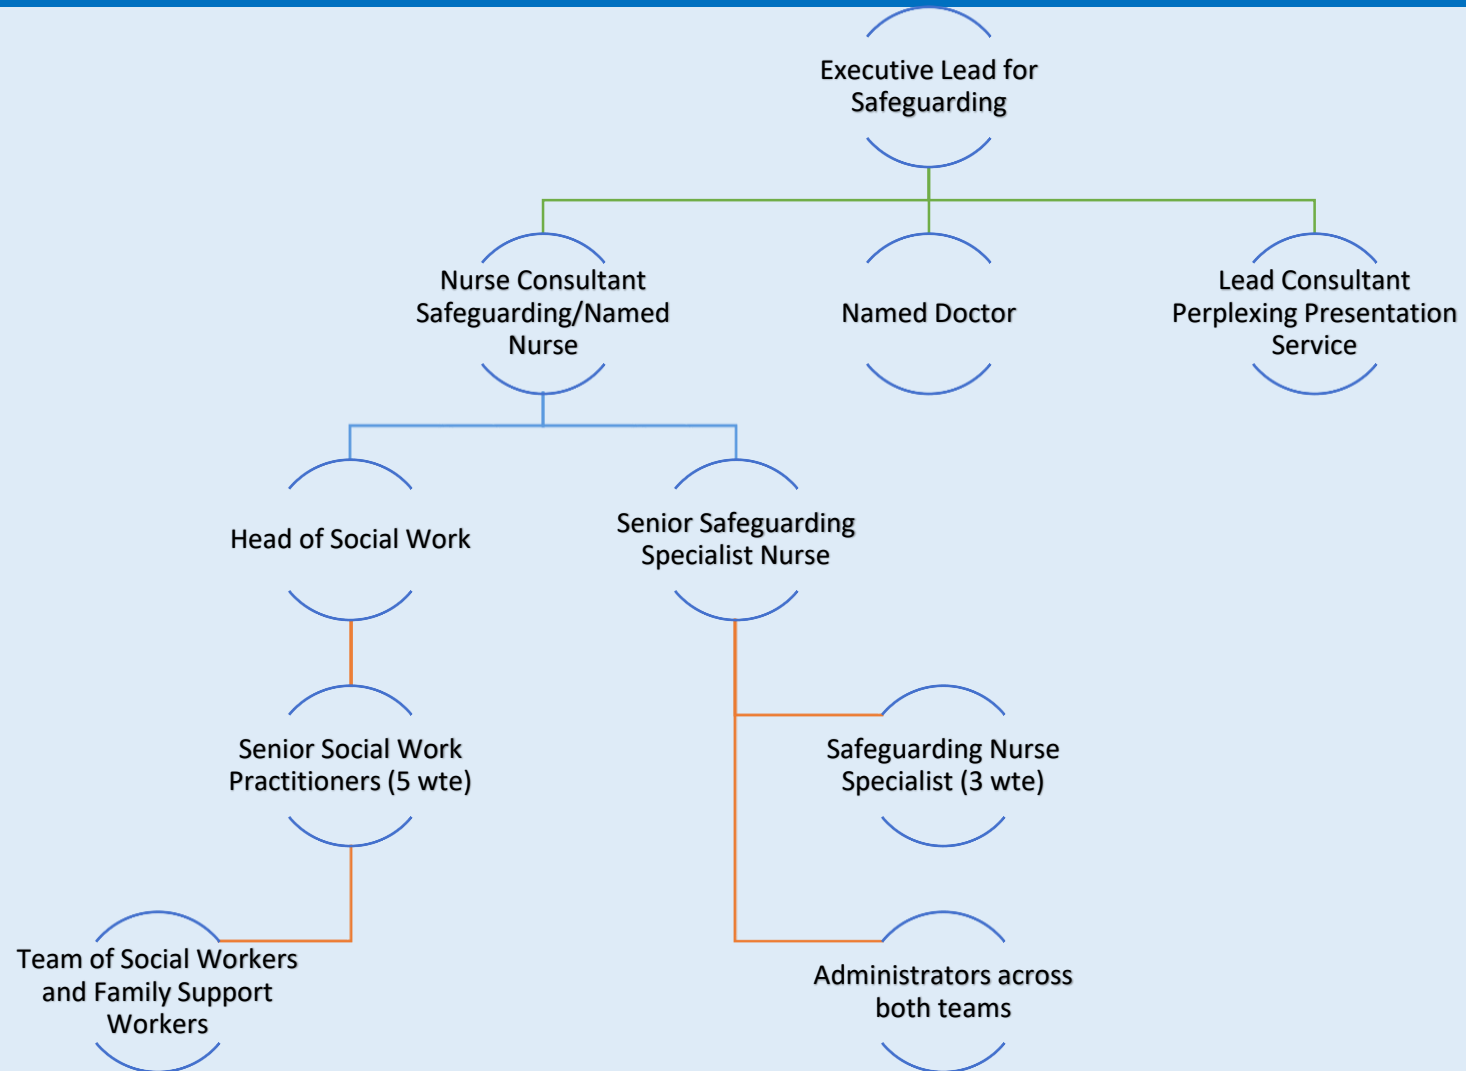 Executive Lead for
Safeguarding
Nurse Consultant
Safeguarding/Named
Nurse
Named Doctor
Lead Consultant
Perplexing Presentation
Service
Head of Social Work
Senior Safeguarding
Specialist Nurse
Senior Social Work
Practitioners (5 wte)
Safeguarding Nurse
Specialist (3 wte)
Team of Social Workers
and Family Support
Workers
Administrators across
both teams